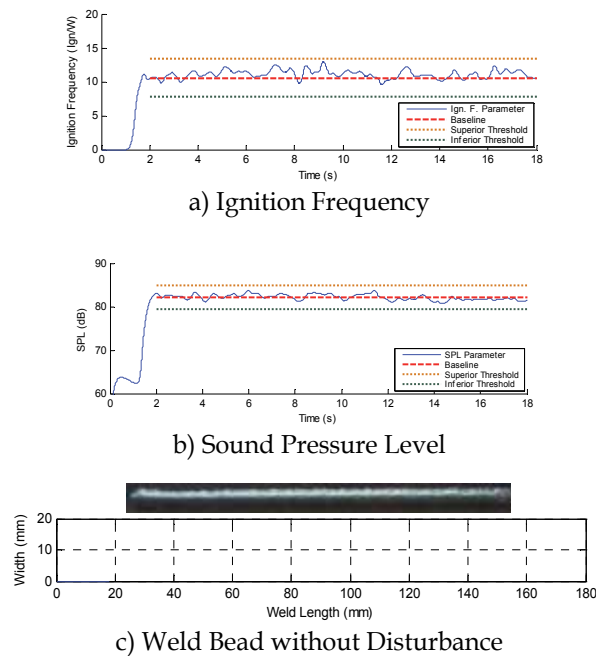 20
15
10
5
0
Ignition Frequency (Ign/W)
0 2 4 6 8 10 12 14 16 18
Time (s)
Ign. F. Parameter
Baseline
Superior Threshold
Inferior Threshold
a) Ignition Frequency
90
80
70
60
SPL (dB)
0 2 4 6 8 10 12 14 16 18
Time (s)
SPL Parameter
Baseline
Superior Threshold
Inferior Threshold
b) Sound Pressure Level
20
10
0
Width (mm)
0 20 40 60 80 100 120 140 160 180
Weld Length (mm)
c) Weld Bead without Disturbance